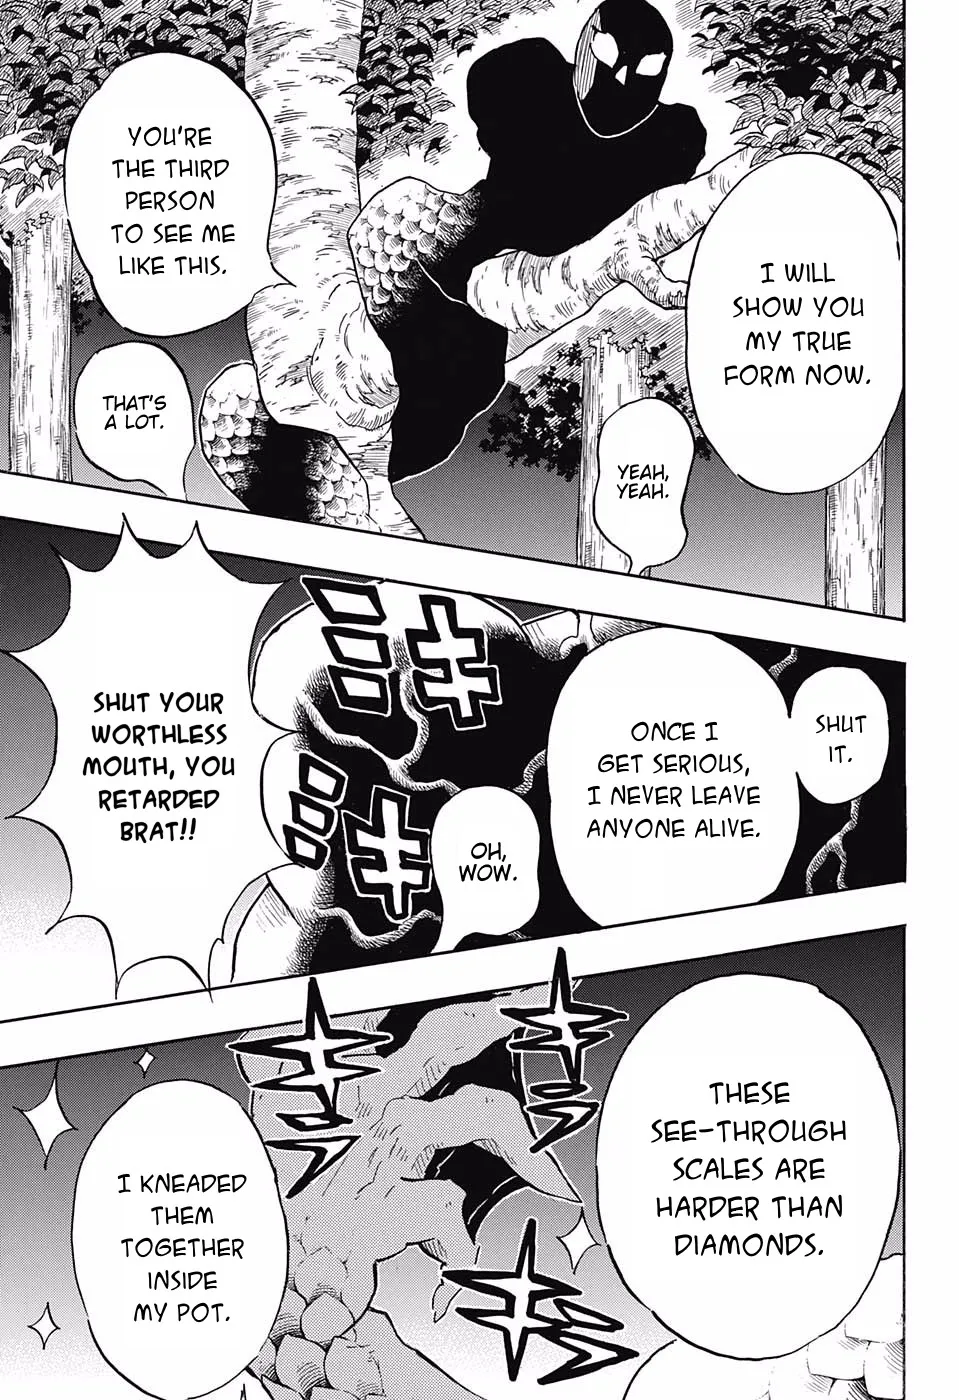 I WILL
SHOW YOU
MY TRUE
FORM NOW.
YEAH,
YEAH.
YOU'RE
THE THIRD
PERSON
TO SEE ME
LIKE THIS.
THAT'S
A LOT.
SHUT
IT.
ONCE I
GET SERIOUS,
I NEVER LEAVE
ANYONE ALIVE.
OH,
WOW.
SHUT YOUR
WORTHLESS
MOUTH, YOU
RETARDED
BRAT!!
THESE
SEE-THROUGH
SCALES ARE
HARDER THAN
DIAMONDS.
I KNEADED
THEM
TOGETHER
INSIDE
MY POT.